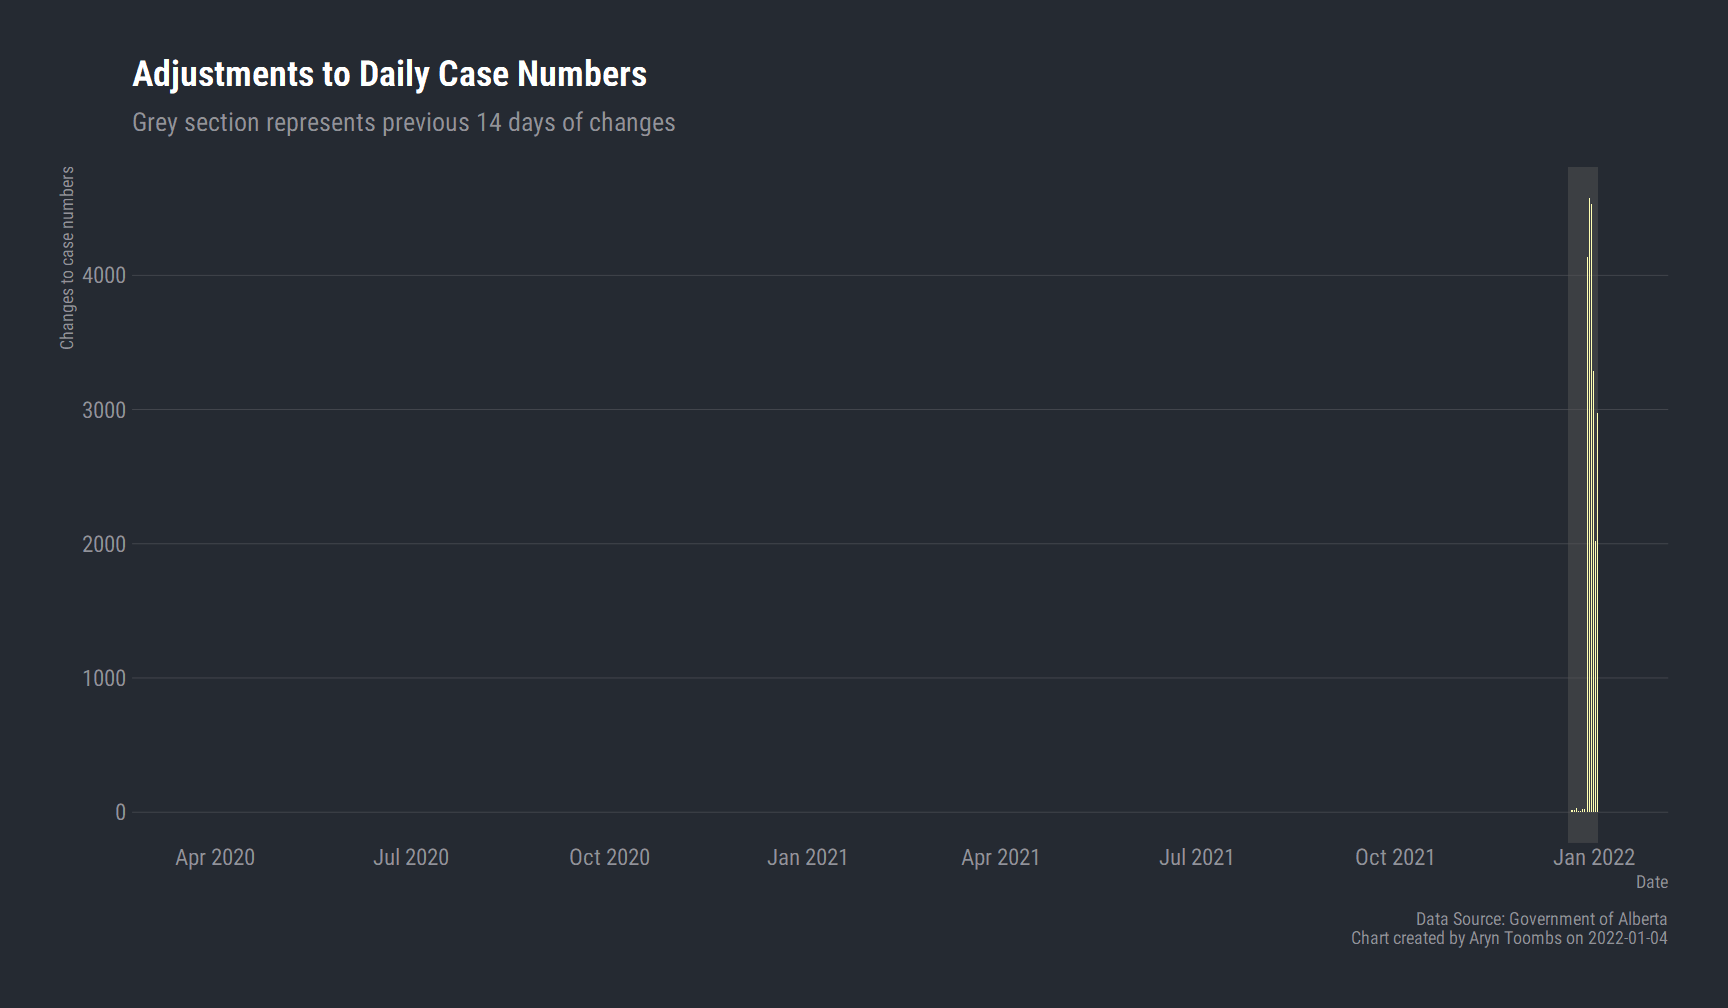 Adjustments to Daily Case Numbers
Grey section represents previous 14 days of changes
Changes to case numbers
4000
3000
2000
1000
0
Apr 2020
Jul 2020
Oct 2020
Jan 2021
Apr 2021
Jul 2021
Oct 2021
Jan 2022
Date
Data Source: Government of Alberta
Chart created by Aryn Toombs on 2022-01-04